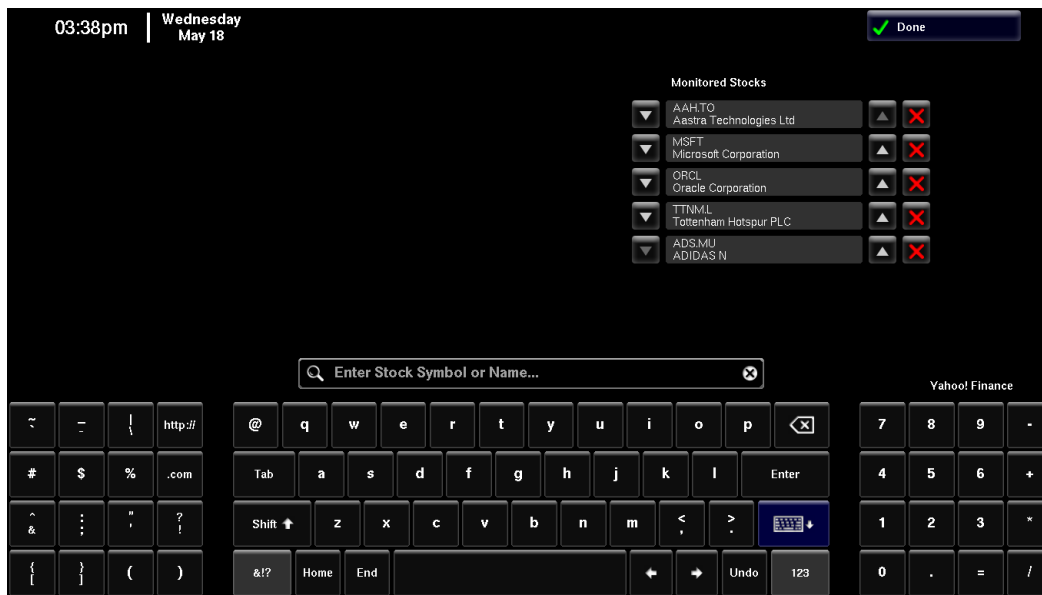 03:38pm
Wednesday
May 18
Done
Monitored Stocks
AAH.TO
Aastra Technologies Ltd
MSFT
Microsoft Corporation
ORCL
Oracle Corporation
TTNM.L
Tottenham Hotspur PLC
ADS.MU
ADIDAS N
Enter Stock Symbol or Name...
Yahoo! Finance
~ ; _ - | \ http:// @ q w e r t y u i o p 7 8 9 -
# $ % .com Tab a s d f g h j k l Enter 4 5 6 +
^ & : ; " ' ? ! Shift z x c v b n m < , > . 1 2 3 *
{ [ } ] ( ) &!? Home End Undo 123 0 . = /